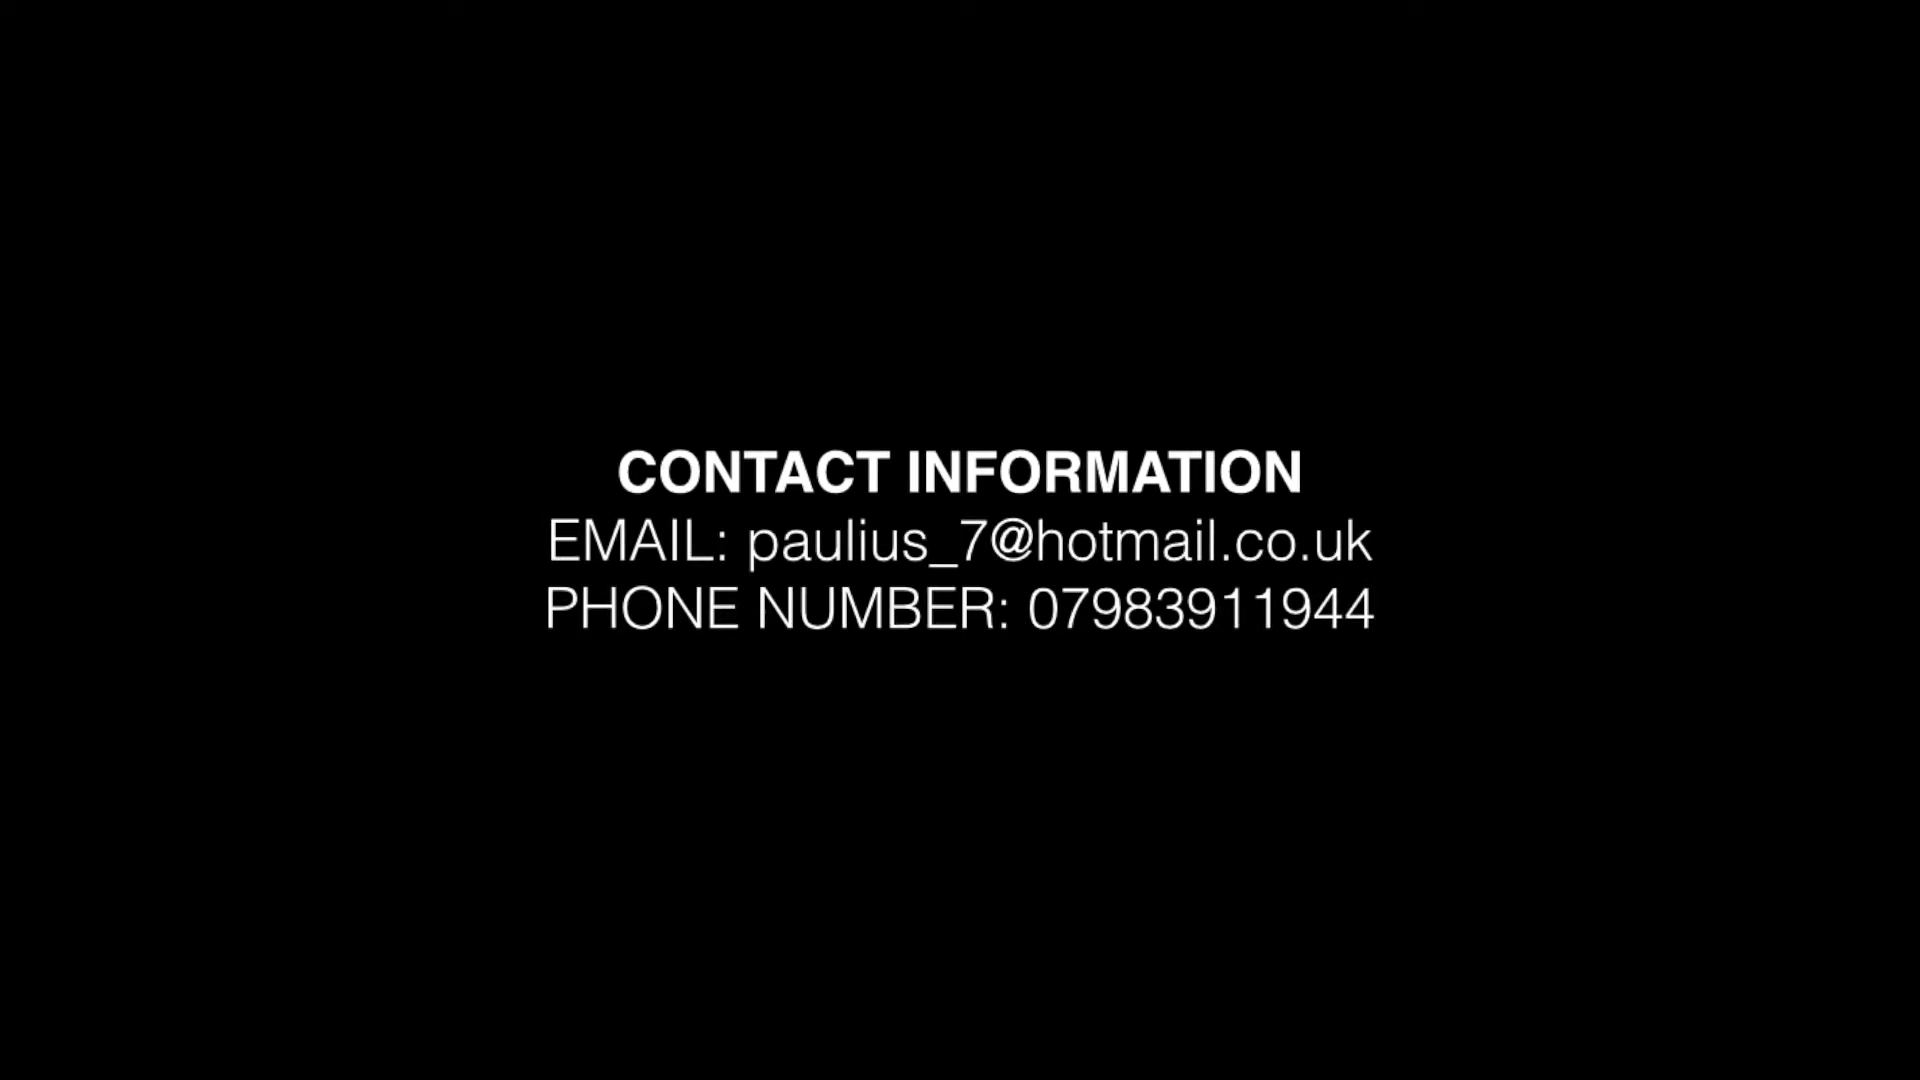 CONTACT INFORMATION
EMAIL: paulius_7@hotmail.co.uk
PHONE NUMBER: 07983911944